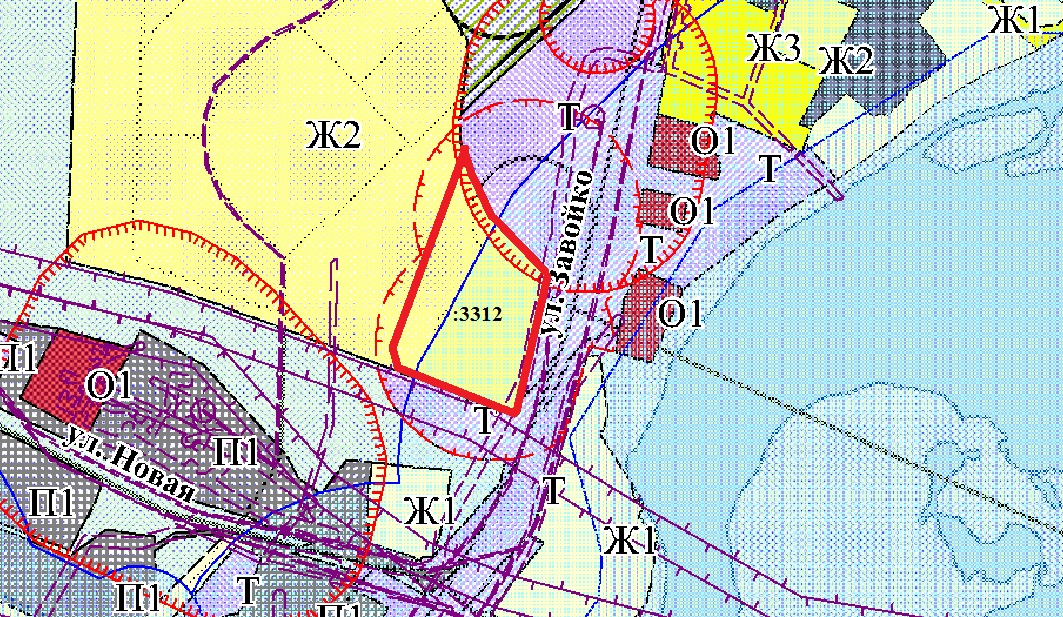 Ж1
Ж3
Ж2
Т
Ж2
О1
Т
О1
Т
ул. Завойко
:3312
О1
П1
О1
Т
ул. Новая
П1
Т
П1
Ж1
Ж1
Т
П1
П1